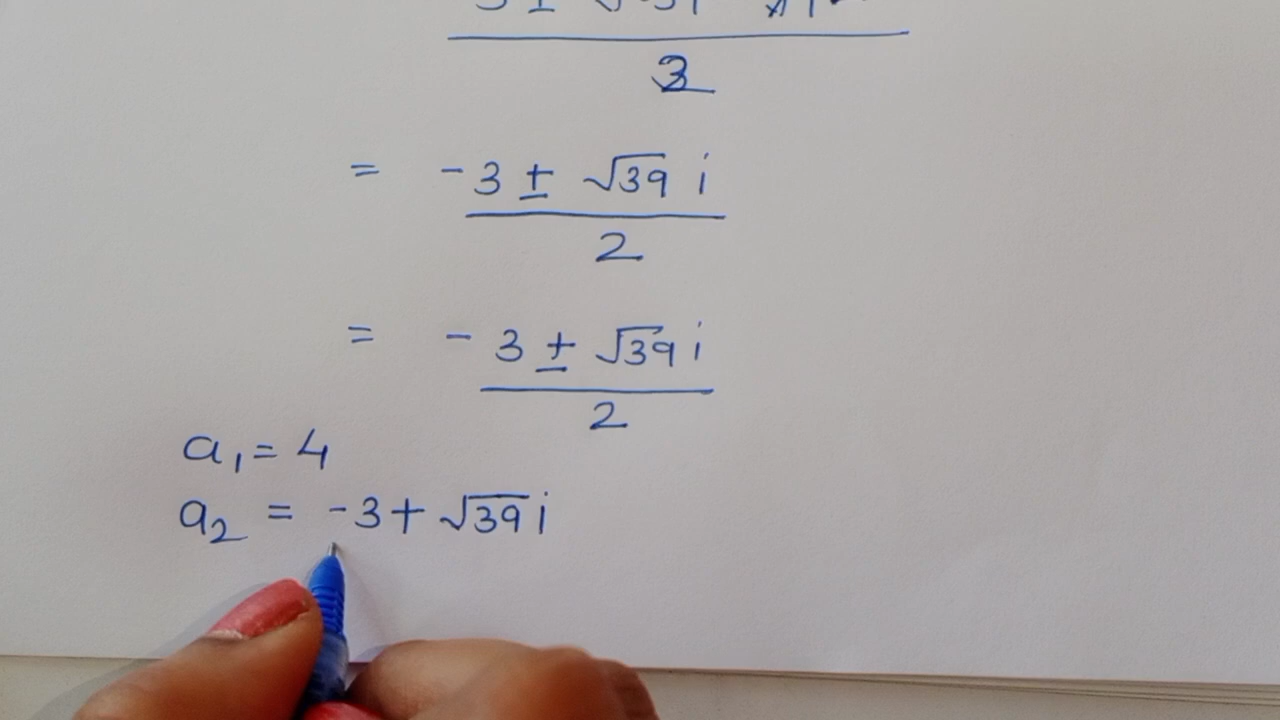 3
= -3 ± √39 i
2
= - 3 ± √39 i
2
a₁ = 4
a₂ = -3 + √39 i